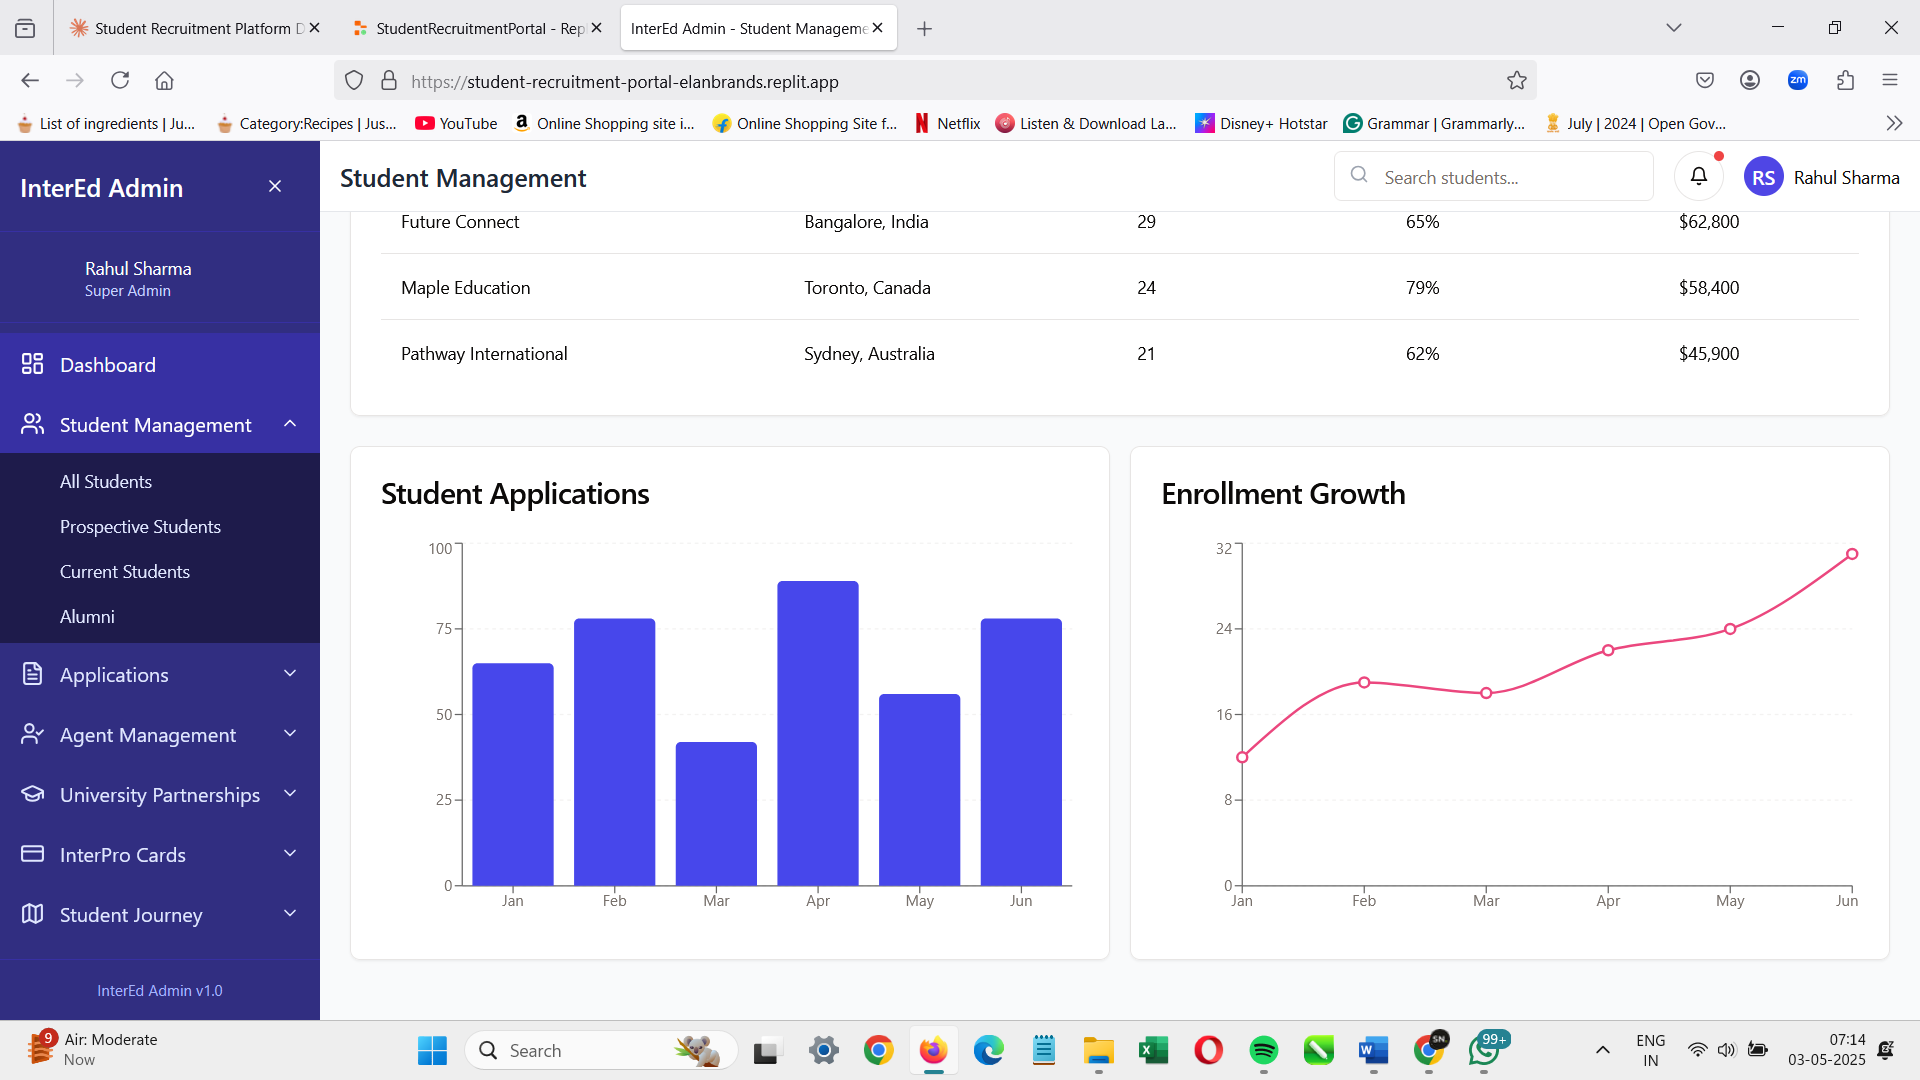 Student Recruitment Platform D
StudentRecruitmentPortal - Rep
InterEd Admin - Student Manageme
https://student-recruitment-portal-elanbrands.replit.app
zm
List of ingredients | Ju...
Category:Recipes | Jus...
YouTube
Online Shopping site i...
Online Shopping Site f...
Netflix
Listen & Download La...
Disney+ Hotstar
Grammar | Grammarly...
July | 2024 | Open Gov...
InterEd Admin
Student Management
Search students...
RS
Rahul Sharma
Rahul Sharma
Super Admin
Dashboard
Student Management
All Students
Prospective Students
Current Students
Alumni
Applications
Agent Management
University Partnerships
InterPro Cards
Student Journey
InterEd Admin v1.0
Future Connect Bangalore, India 29 65% $62,800
Maple Education Toronto, Canada 24 79% $58,400
Pathway International Sydney, Australia 21 62% $45,900
Student Applications
100
75
50
25
0
Jan Feb Mar Apr May Jun
Enrollment Growth
32
24
16
8
0
Jan Feb Mar Apr May Jun
9
Air: Moderate
Now
Search
SN.
99+
ENG
IN
07:14
03-05-2025